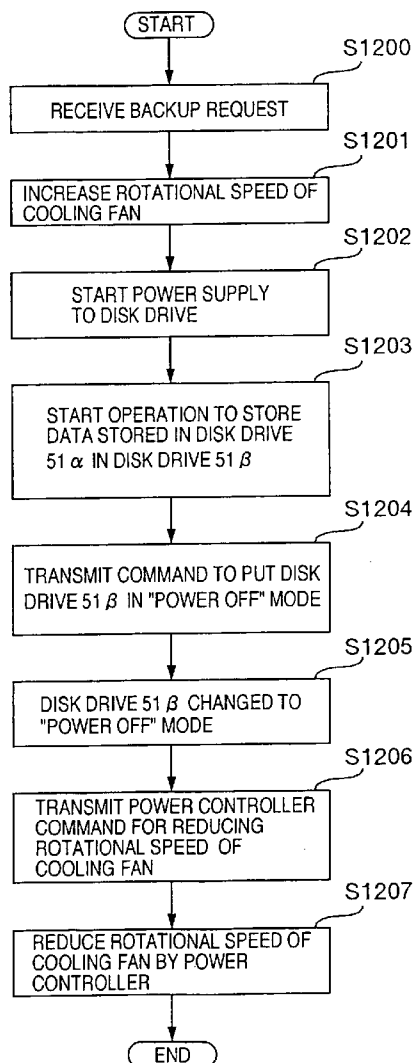 START
S1200
RECEIVE BACKUP REQUEST
S1201
INCREASE ROTATIONAL SPEED OF
COOLING FAN
S1202
START POWER SUPPLY
TO DISK DRIVE
S1203
START OPERATION TO STORE
DATA STORED IN DISK DRIVE
51 α IN DISK DRIVE 51 β
S1204
TRANSMIT COMMAND TO PUT DISK
DRIVE 51 β IN "POWER OFF" MODE
S1205
DISK DRIVE 51 β CHANGED TO
"POWER OFF" MODE
S1206
TRANSMIT POWER CONTROLLER
COMMAND FOR REDUCING
ROTATIONAL SPEED OF
COOLING FAN
S1207
REDUCE ROTATIONAL SPEED OF
COOLING FAN BY POWER
CONTROLLER
END